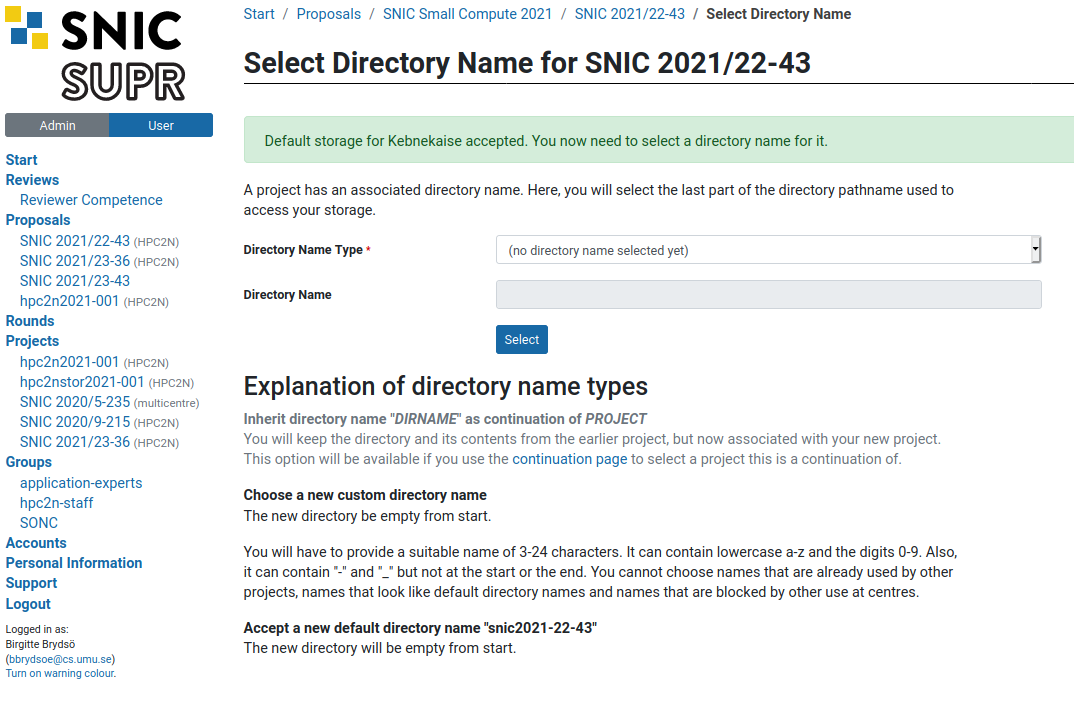 SNIC
SUPR
Admin User
Start
Reviews
Reviewer Competence
Proposals
SNIC 2021/22-43 (HPC2N)
SNIC 2021/23-36 (HPC2N)
SNIC 2021/23-43
hpc2n2021-001 (HPC2N)
Rounds
Projects
hpc2n2021-001 (HPC2N)
hpc2nstor2021-001 (HPC2N)
SNIC 2020/5-235 (multicentre)
SNIC 2020/9-215 (HPC2N)
SNIC 2021/23-36 (HPC2N)
Groups
application-experts
hpc2n-staff
SONC
Accounts
Personal Information
Support
Logout
Logged in as:
Birgitte Brydsö
(bbrydsoe@cs.umu.se)
Turn on warning colour.
Start / Proposals / SNIC Small Compute 2021 / SNIC 2021/22-43 / Select Directory Name
Select Directory Name for SNIC 2021/22-43
Default storage for Kebnekaise accepted. You now need to select a directory name for it.
A project has an associated directory name. Here, you will select the last part of the directory pathname used to
access your storage.
Directory Name Type * (no directory name selected yet)
Directory Name
Select
Explanation of directory name types
Inherit directory name "DIRNAME" as continuation of PROJECT
You will keep the directory and its contents from the earlier project, but now associated with your new project.
This option will be available if you use the continuation page to select a project this is a continuation of.
Choose a new custom directory name
The new directory be empty from start.
You will have to provide a suitable name of 3-24 characters. It can contain lowercase a-z and the digits 0-9. Also,
it can contain "-" and "_" but not at the start or the end. You cannot choose names that are already used by other
projects, names that look like default directory names and names that are blocked by other use at centres.
Accept a new default directory name "snic2021-22-43"
The new directory will be empty from start.